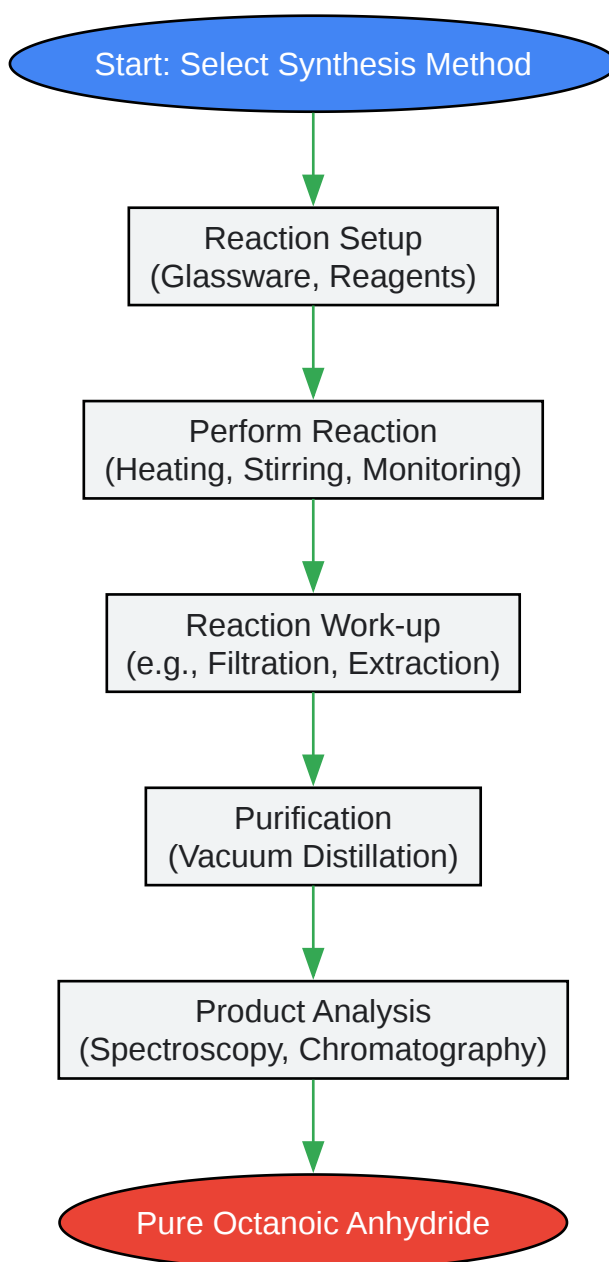 Start: Select Synthesis Method
Reaction Setup
(Glassware, Reagents)
Perform Reaction
(Heating, Stirring, Monitoring)
Reaction Work-up
(e.g., Filtration, Extraction)
Purification
(Vacuum Distillation)
Product Analysis
(Spectroscopy, Chromatography)
Pure Octanoic Anhydride